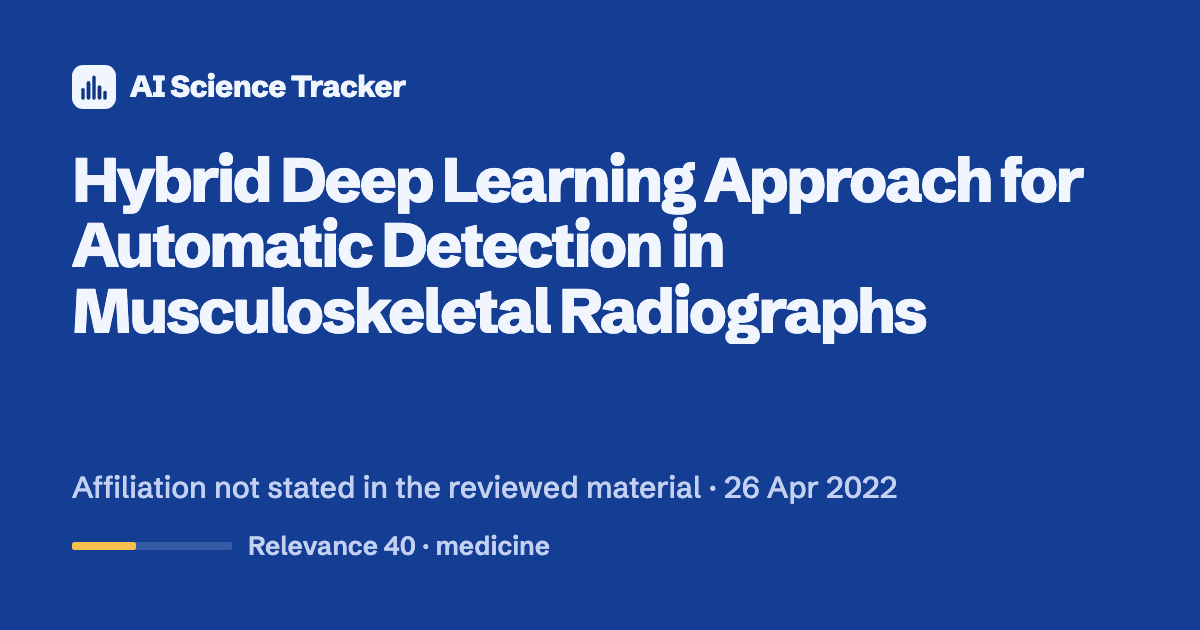 AI Science Tracker
Hybrid Deep Learning Approach for
Automatic Detection in
Musculoskeletal Radiographs
Affiliation not stated in the reviewed material · 26 Apr 2022
Relevance 40 · medicine